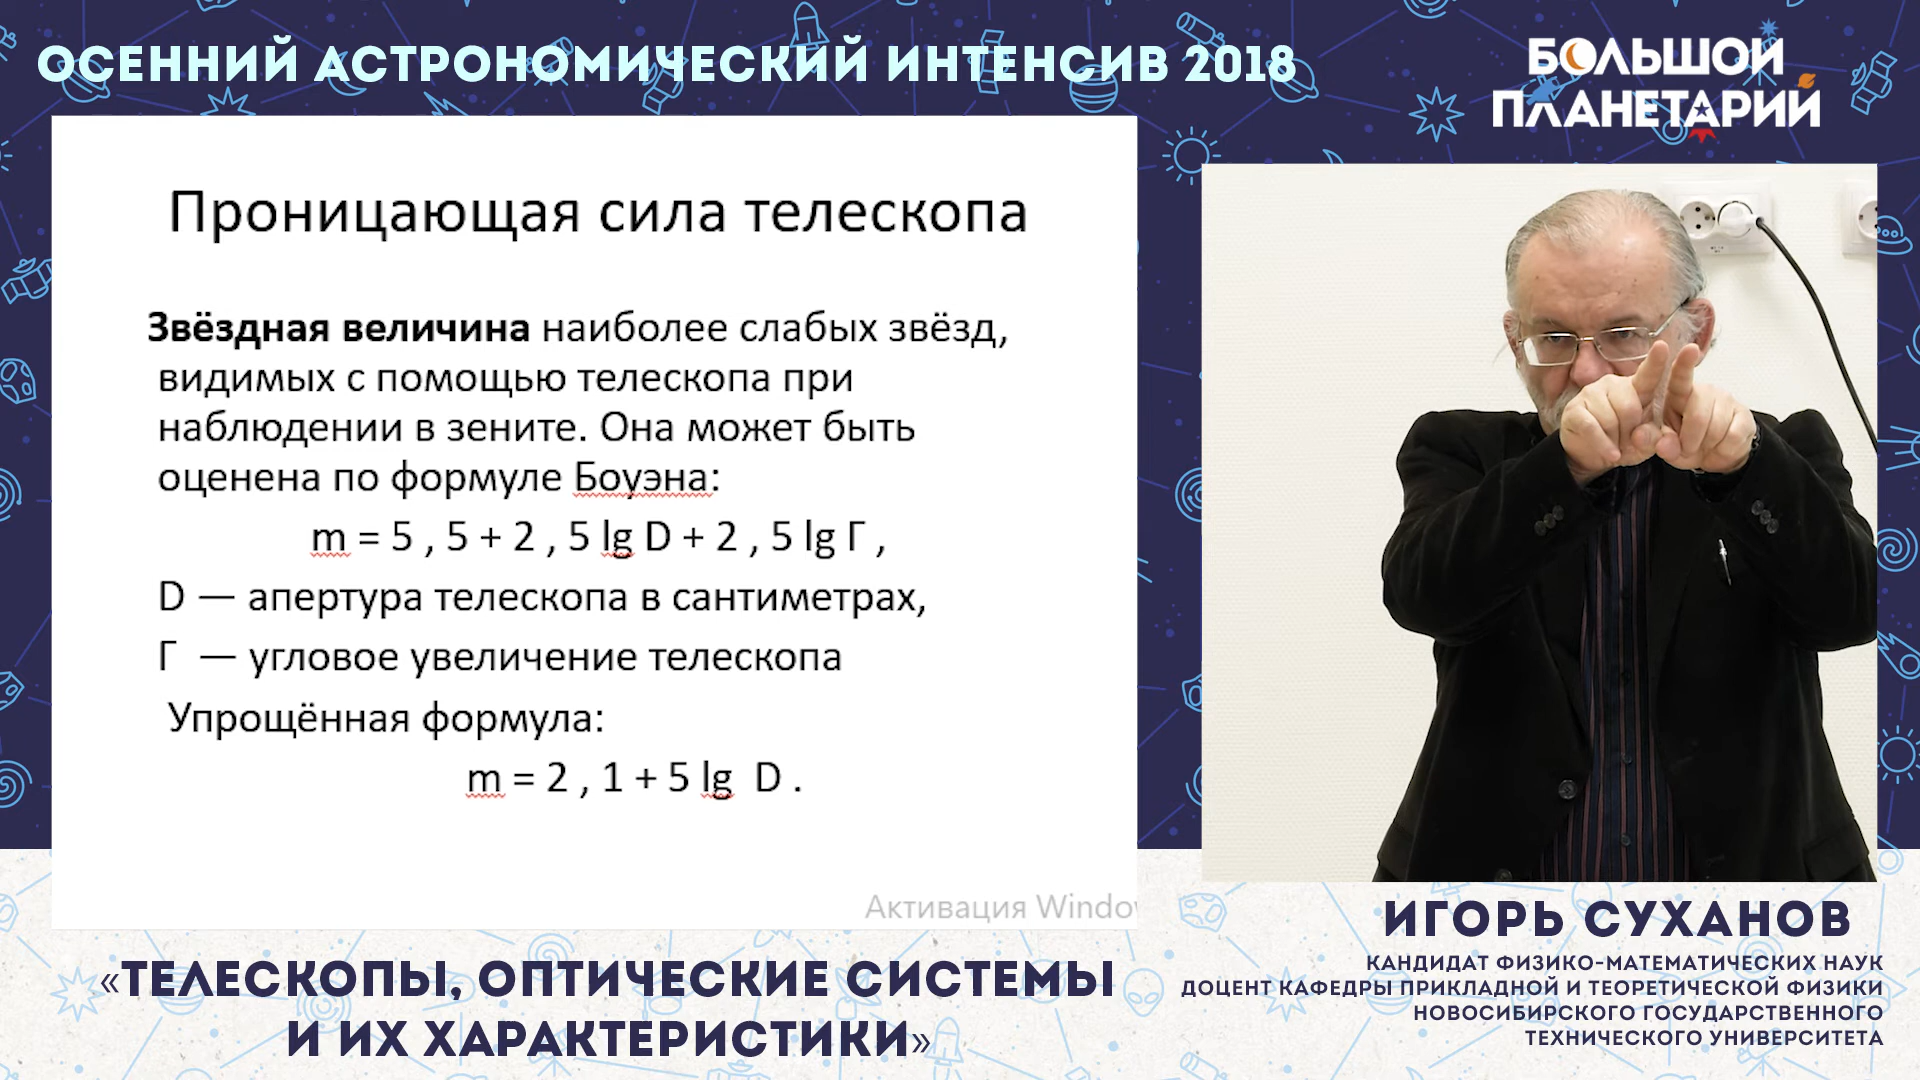 ОСЕННИЙ АСТРОНОМИЧЕСКИЙ ИНТЕНСИВ 2018
БОЛЬШОЙ
ПЛАНЕТАРИЙ
Проницающая сила телескопа
Звёздная величина наиболее слабых звёзд,
видимых с помощью телескопа при
наблюдении в зените. Она может быть
оценена по формуле Боуэна:
m = 5 , 5 + 2 , 5 lg D + 2 , 5 lg Г ,
D — апертура телескопа в сантиметрах,
Г — угловое увеличение телескопа
Упрощённая формула:
m = 2 , 1 + 5 lg D .
Активация Window
«ТЕЛЕСКОПЫ, ОПТИЧЕСКИЕ СИСТЕМЫ
И ИХ ХАРАКТЕРИСТИКИ»
ИГОРЬ СУХАНОВ
КАНДИДАТ ФИЗИКО-МАТЕМАТИЧЕСКИХ НАУК
ДОЦЕНТ КАФЕДРЫ ПРИКЛАДНОЙ И ТЕОРЕТИЧЕСКОЙ ФИЗИКИ
НОВОСИБИРСКОГО ГОСУДАРСТВЕННОГО
ТЕХНИЧЕСКОГО УНИВЕРСИТЕТА